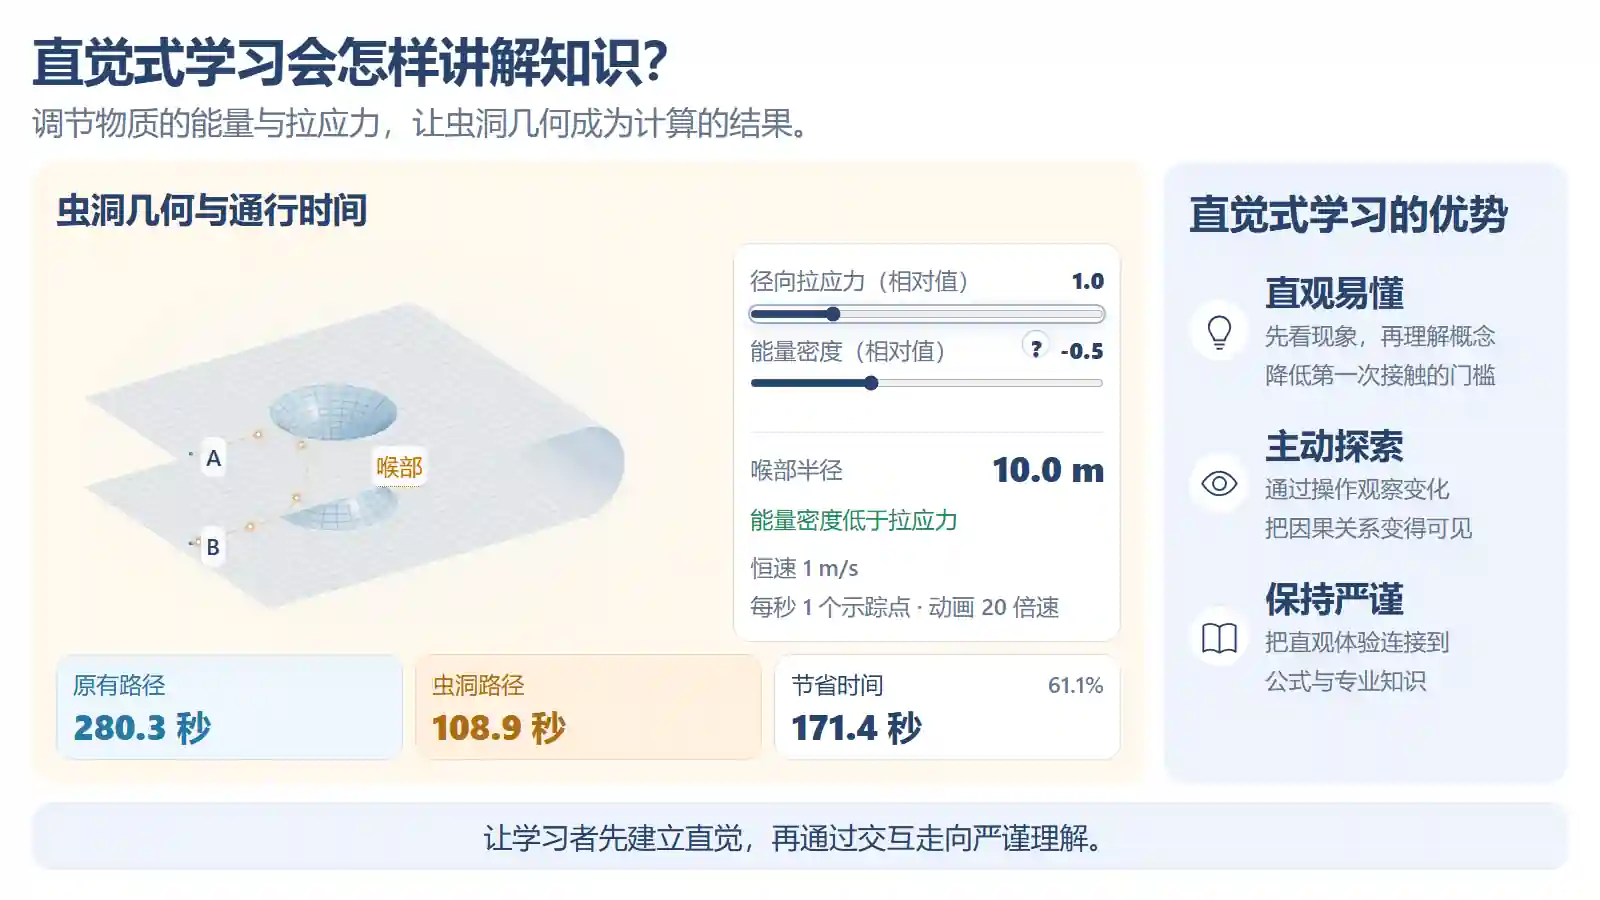 直觉式学习会怎样讲解知识？
调节物质的能量与拉应力，让虫洞几何成为计算的结果。
虫洞几何与通行时间
A
喉部
B
径向拉应力（相对值） 1.0
能量密度（相对值） ? -0.5
喉部半径 10.0 m
能量密度低于拉应力
恒速 1 m/s
每秒 1 个示踪点 · 动画 20 倍速
原有路径
280.3 秒
虫洞路径
108.9 秒
节省时间 61.1%
171.4 秒
直觉式学习的优势
直观易懂
先看现象，再理解概念
降低第一次接触的门槛
主动探索
通过操作观察变化
把因果关系变得可见
保持严谨
把直观体验连接到
公式与专业知识
让学习者先建立直觉，再通过交互走向严谨理解。